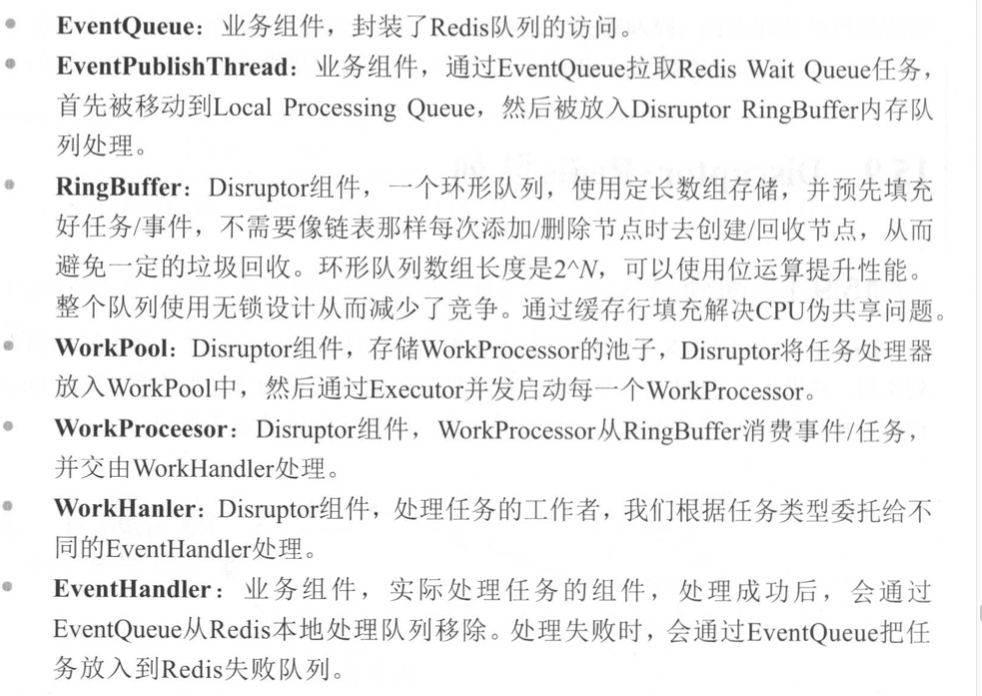 • EventQueue：业务组件，封装了Redis队列的访问。
• EventPublishThread：业务组件，通过EventQueue拉取Redis Wait Queue任务，
首先被移动到Local Processing Queue，然后被放入Disruptor RingBuffer内存队
列处理。
• RingBuffer：Disruptor组件，一个环形队列，使用定长数组存储，并预先填充
好任务/事件，不需要像链表那样每次添加/删除节点时去创建/回收节点，从而
避免一定的垃圾回收。环形队列数组长度是2^N，可以使用位运算提升性能。
整个队列使用无锁设计从而减少了竞争。通过缓存行填充解决CPU伪共享问题。
• WorkPool：Disruptor组件，存储WorkProcessor的池子，Disruptor将任务处理器
放入WorkPool中，然后通过Executor并发启动每一个WorkProcessor。
• WorkProceesor：Disruptor组件，WorkProcessor从RingBuffer消费事件/任务，
并交由WorkHandler处理。
• WorkHanler：Disruptor组件，处理任务的工作者，我们根据任务类型委托给不
同的EventHandler处理。
• EventHandler：业务组件，实际处理任务的组件，处理成功后，会通过
EventQueue从Redis本地处理队列移除。处理失败时，会通过EventQueue把任
务放入到Redis失败队列。